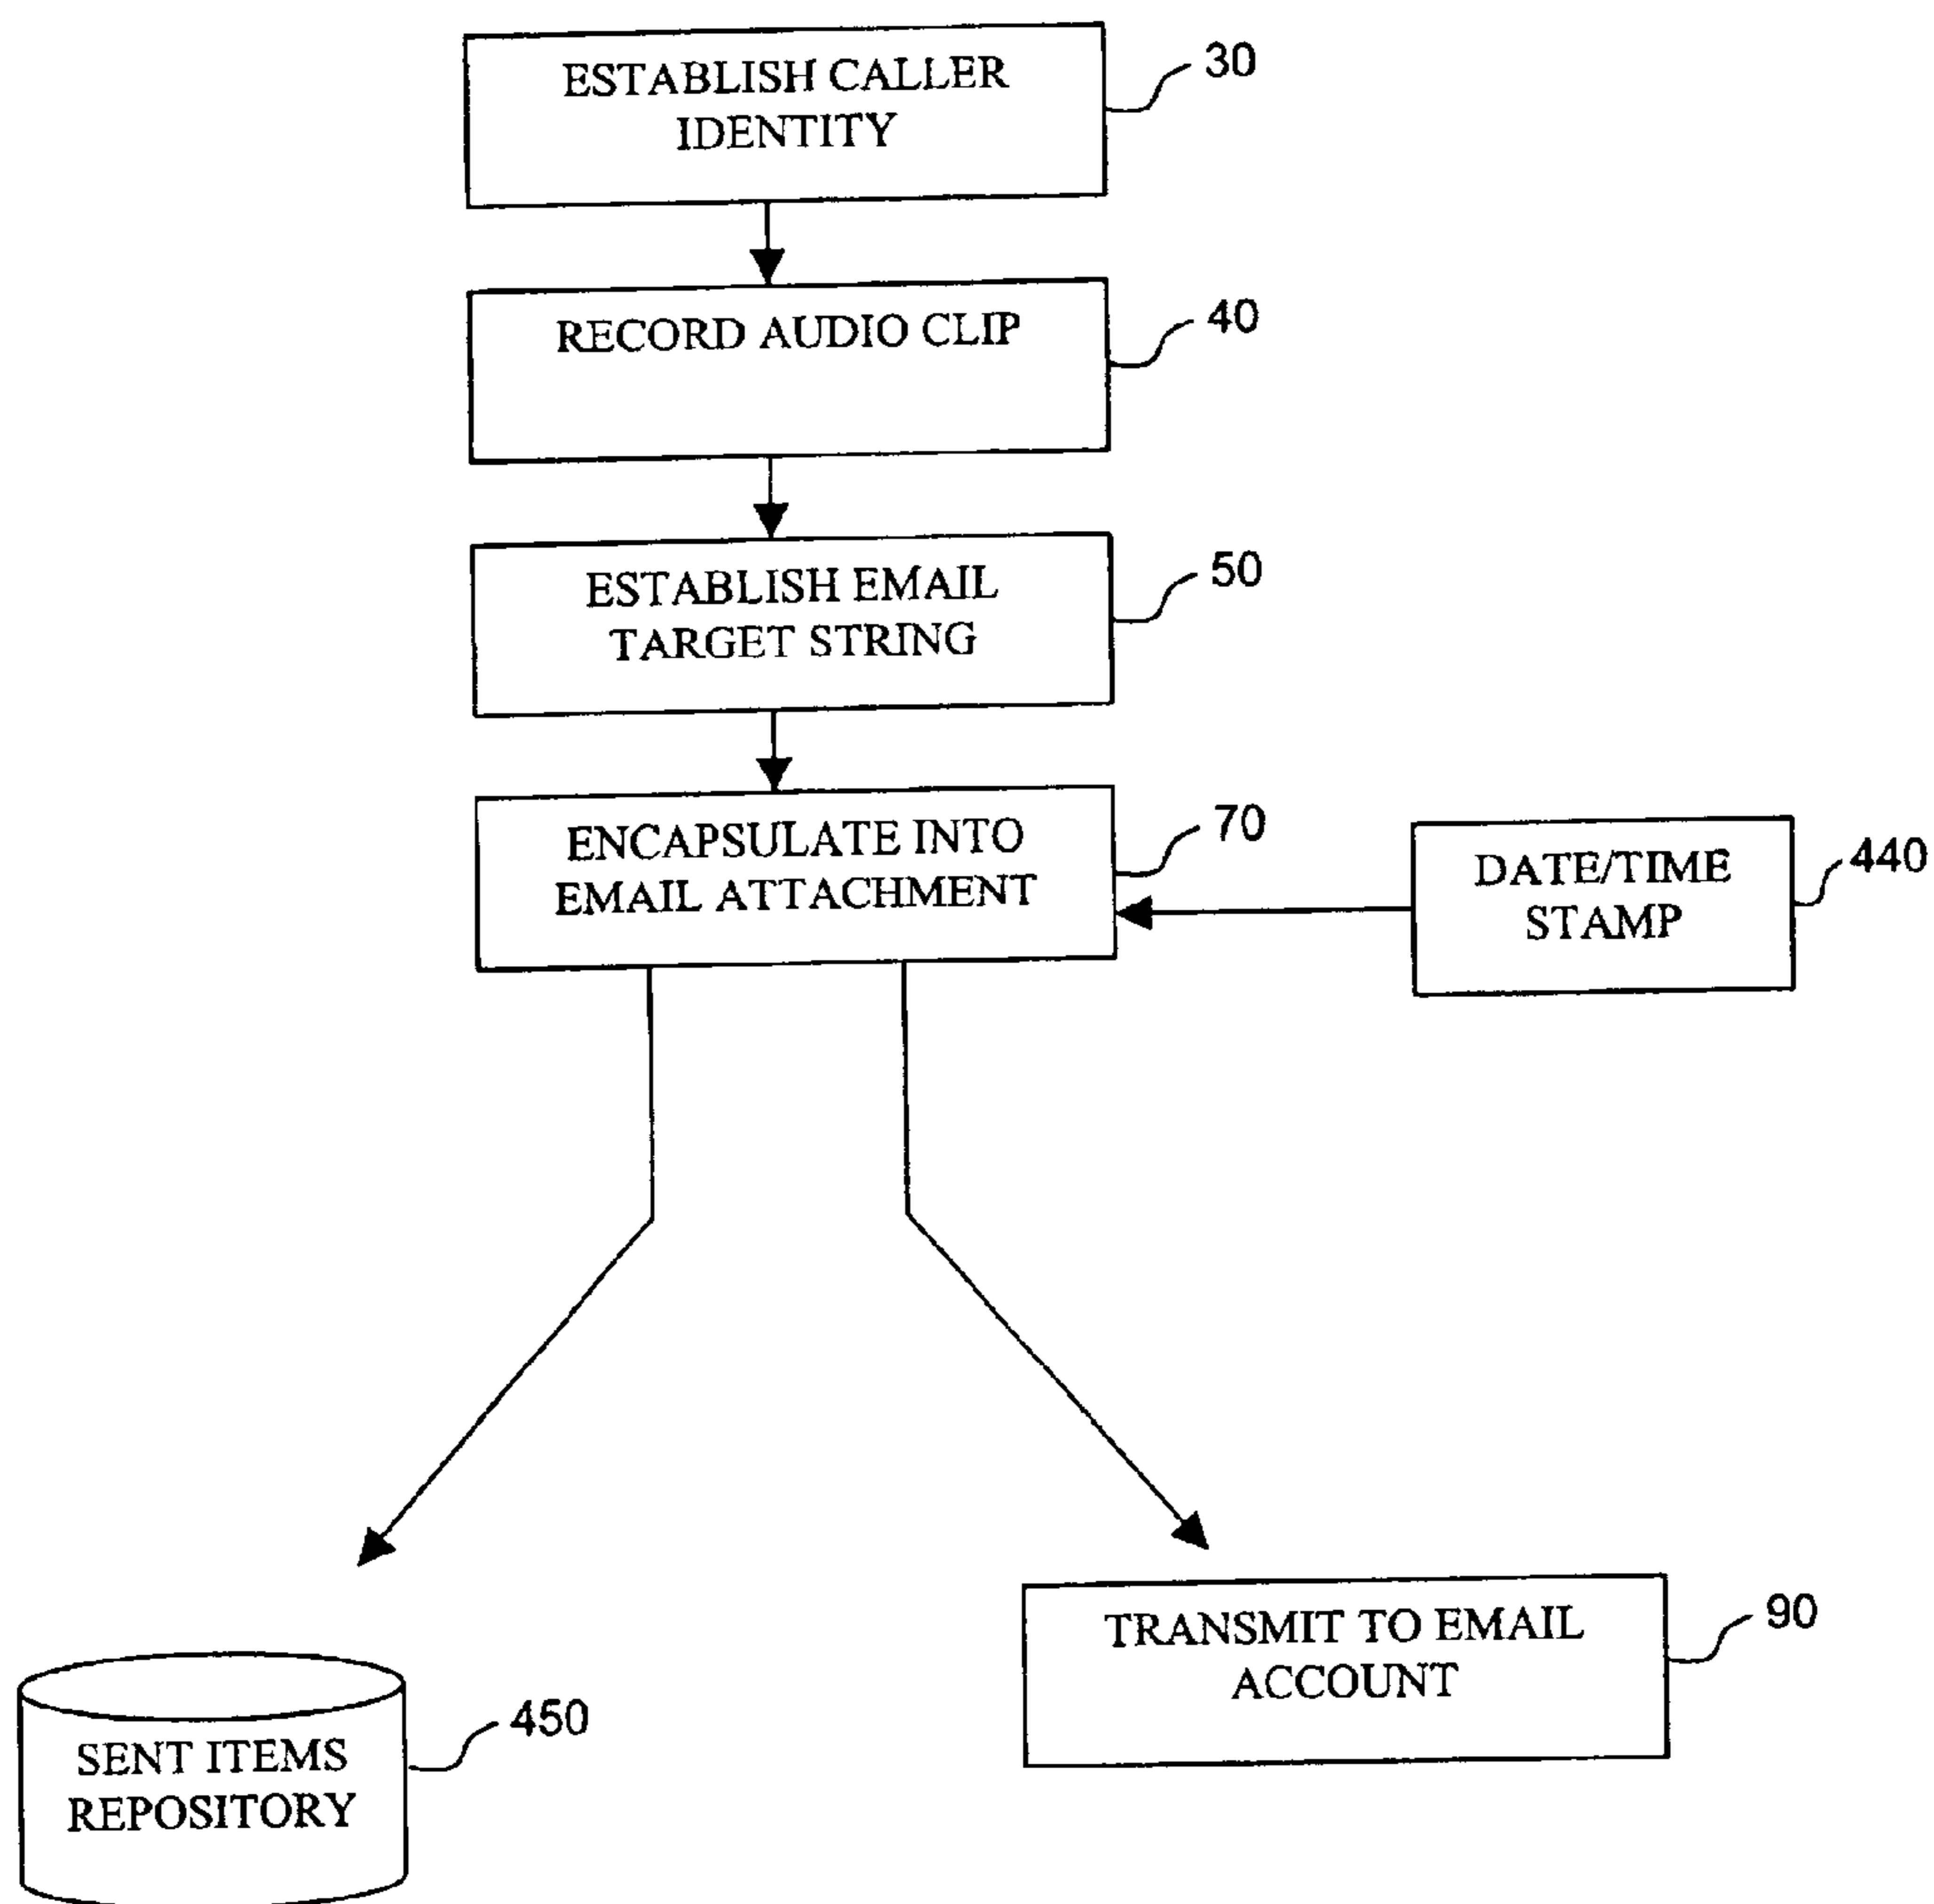 ESTABLISH CALLER
IDENTITY
30
RECORD AUDIO CLIP
40
ESTABLISH EMAIL
TARGET STRING
50
ENCAPSULATE INTO
EMAIL ATTACHMENT
70
DATE/TIME
STAMP
440
SENT ITEMS
REPOSITORY
450
TRANSMIT TO EMAIL
ACCOUNT
90